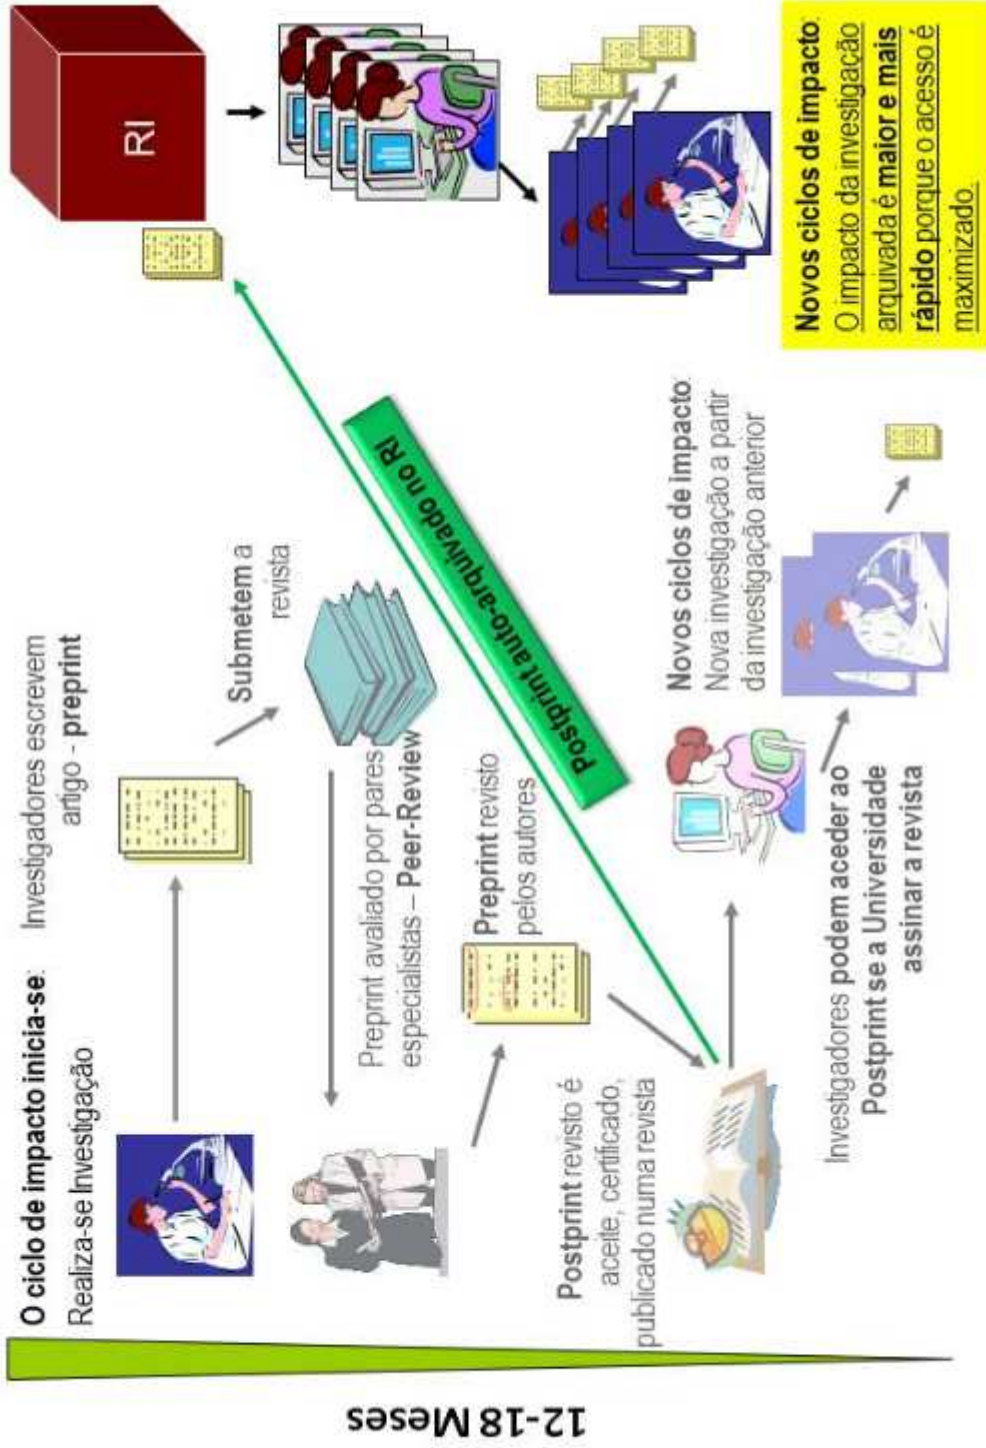 12-18 Meses
O ciclo de impacto inicia-se:
Realiza-se Investigação
Investigadores escrevem
artigo - preprint
Submetem a
revista
Preprint avaliado por pares
especialistas – Peer-Review
Preprint revisto
pelos autores
Postprint revisto é
aceite, certificado,
publicado numa revista
Postprint auto-arquivado no RI
RI
Investigadores podem aceder ao
Postprint se a Universidade
assinar a revista
Novos ciclos de impacto:
Nova investigação a partir
da investigação anterior
Novos ciclos de impacto:
O impacto da investigação
arquivada é maior e mais
rápido porque o acesso é
maximizado.